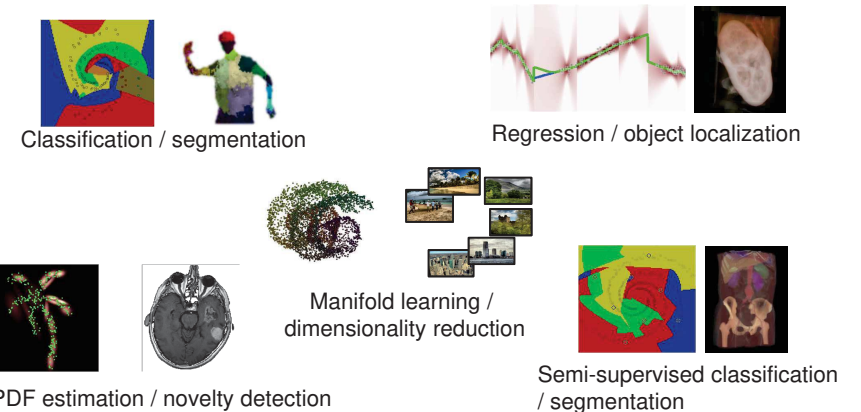 Classification / segmentation
Regression / object localization
Manifold learning /
dimensionality reduction
PDF estimation / novelty detection
Semi-supervised classification
/ segmentation